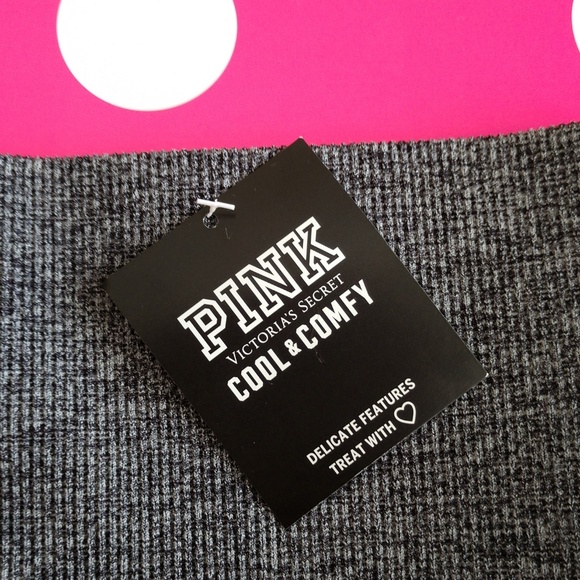 PINK
VICTORIA'S SECRET
COOL & COMFY
DELICATE FEATURES
TREAT WITH ♡